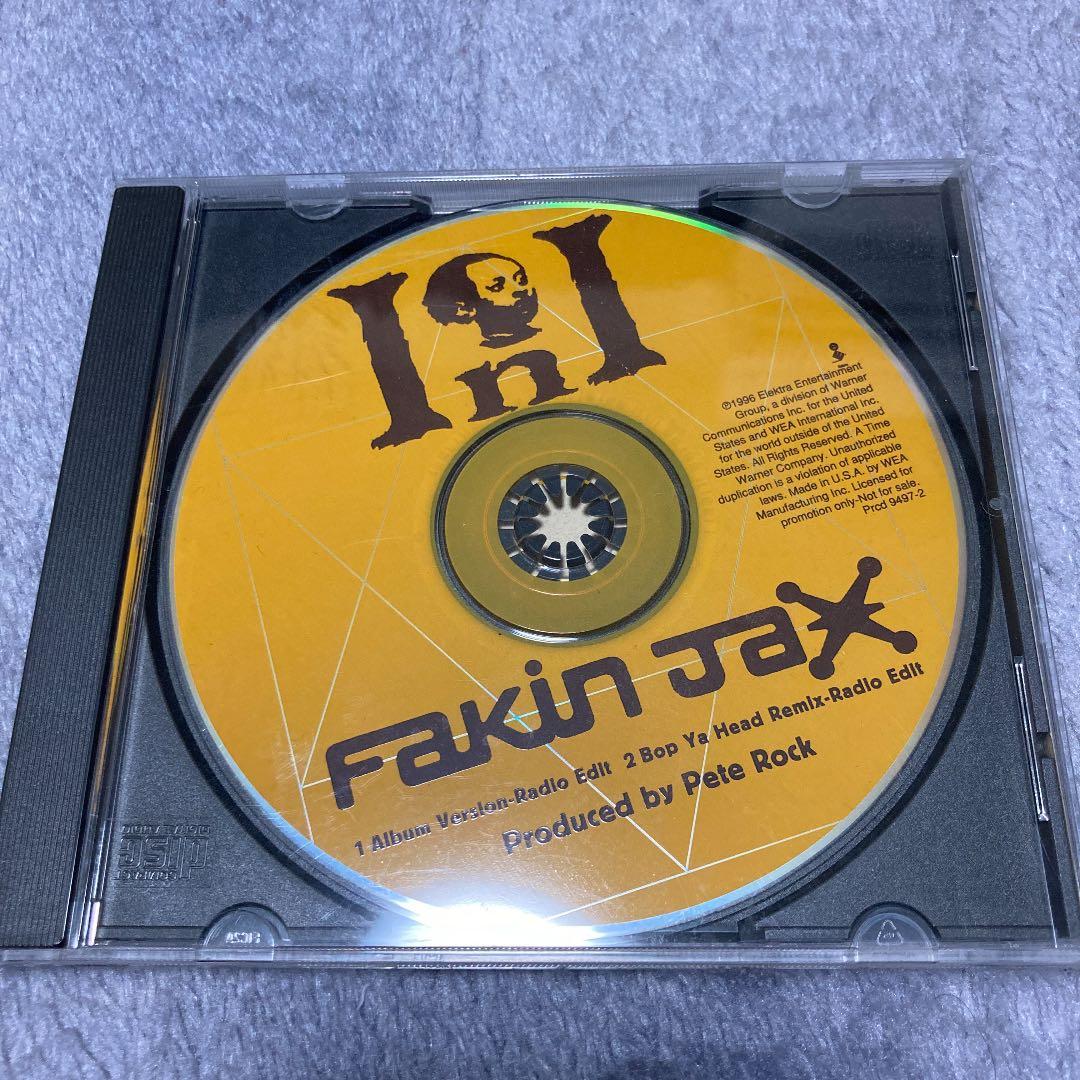 InI
℗1996 Elektra Entertainment
Group, a division of Warner
Communications Inc. for the United
States and WEA International Inc.
for the world outside of the United
States. All Rights Reserved. A Time
Warner Company. Unauthorized
duplication is a violation of applicable
laws. Made in U.S.A. by WEA
Manufacturing Inc. Licensed for
promotion only-Not for sale.
Prcd 9497-2
Fakin Jax
1 Album Version-Radio Edit 2 Bop Ya Head Remix-Radio Edit
Produced by Pete Rock